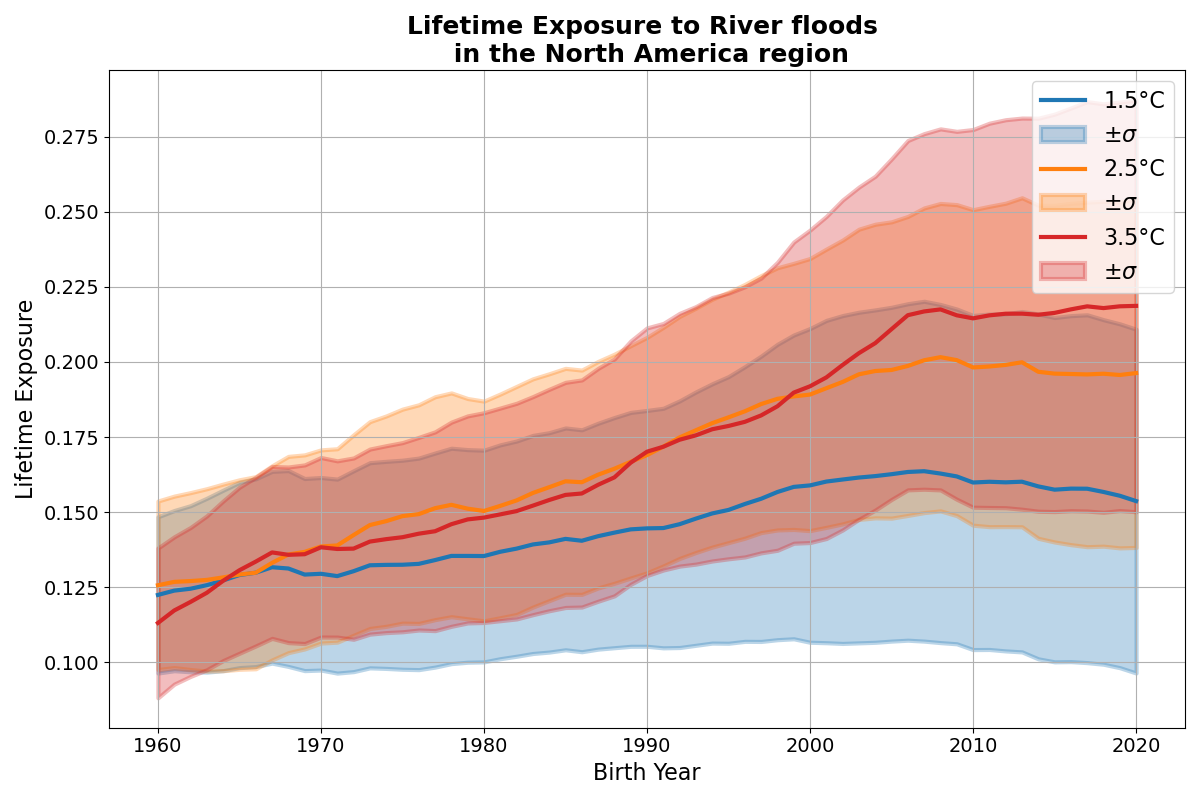 Lifetime Exposure to River floods
in the North America region
1.5°C
±σ
2.5°C
±σ
3.5°C
±σ
Lifetime Exposure
0.275
0.250
0.225
0.200
0.175
0.150
0.125
0.100
1960 1970 1980 1990 2000 2010 2020
Birth Year